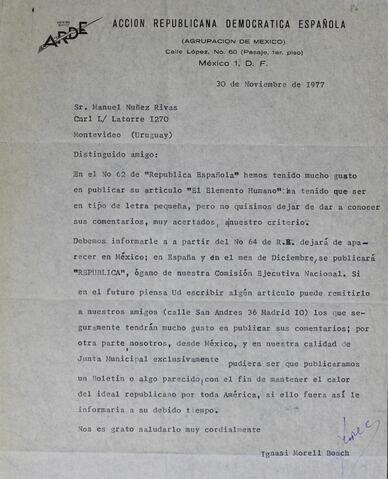 ARDE
ACCION REPUBLICANA DEMOCRATICA ESPAÑOLA
(AGRUPACION DE MEXICO)
Calle López, No. 60 (Pasaje, 1er. piso)
México 1, D. F.
30 de Noviembre de 1977
Sr. Manuel Nuñez Rivas
Carl L/ Latorre I270
Montevideo (Uruguay)
Distinguido amigo:
En el No 62 de "Republica Española" hemos tenido mucho gusto
en publicar su articulo "El Elemento Humano": ha tenido que ser
en tipo de letra pequeña, pero no quisimos dejar de dar a conocer
sus comentarios, muy acertados, a nuestro criterio.
Debemos informarle a a partir del No 64 de R.E. dejará de apa-
recer en México; en España y en el mes de Diciembre, se publicará
"REPUBLICA", ógano de nuestra Comisión Ejecutiva Nacional. Si
en el futuro piensa Ud escribir algún articulo puede remitirlo
a nuestros amigos (calle San Andres 36 Madrid IO) los que se-
guramente tendrán mucho gusto en publicar sus comentarios; por
otra parte, nosotros, desde México, y en nuestra calidad de
Junta Municipal exclusivamente pudiera ser que publicaramos
un Boletin o algo parecido, con el fin de mantener el calor
del ideal republicano por toda América, si ello fuera asi le
informaria a su debido tiempo.
Nos es grato saludarlo muy cordialmente
Ignasi Morell Bosch